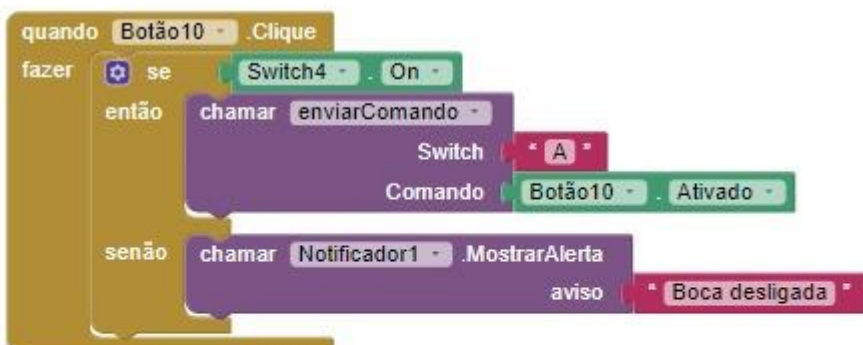 quando Botão10 .Clique
fazer se Switch4 . On
então chamar enviarComando
Switch " A "
Comando Botão10 . Ativado
senão chamar Notificador1 .MostrarAlerta
aviso " Boca desligada "